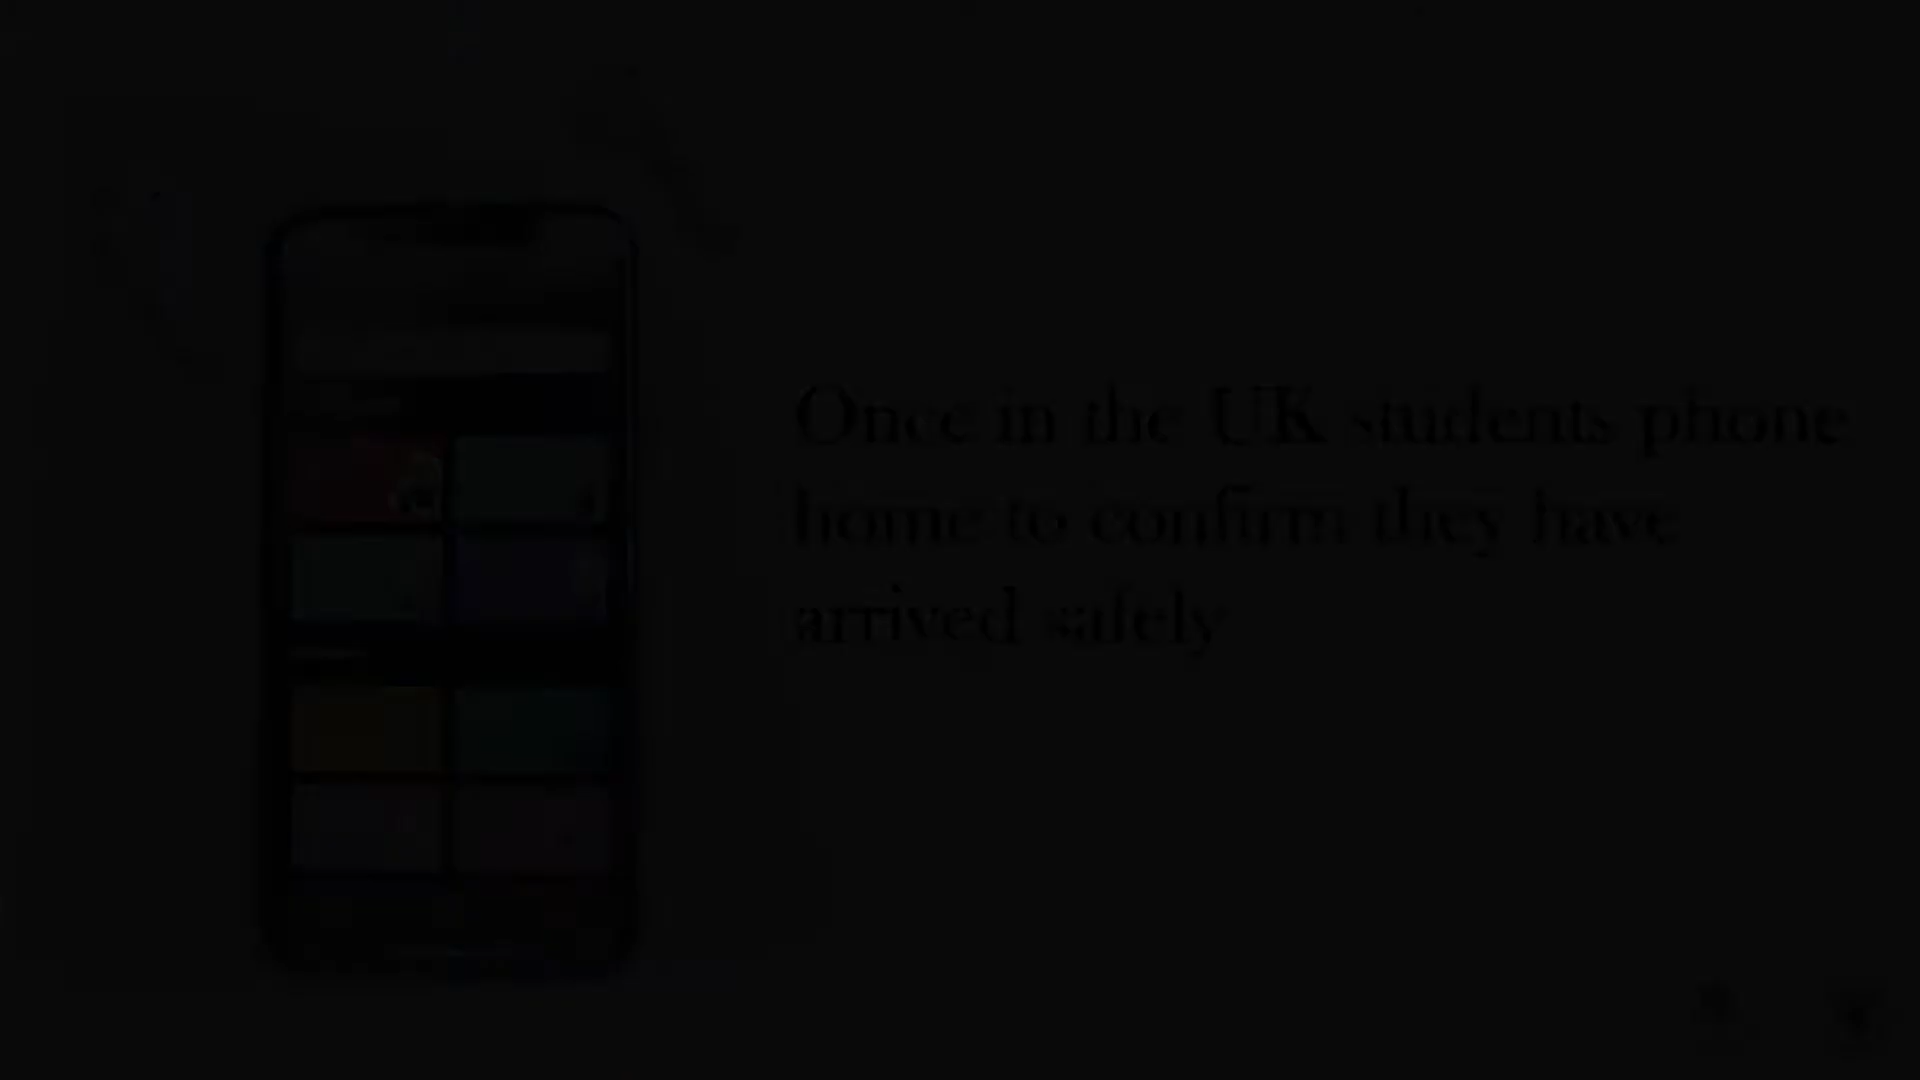 Once in the UK students phone
home to confirm they have
arrived safely